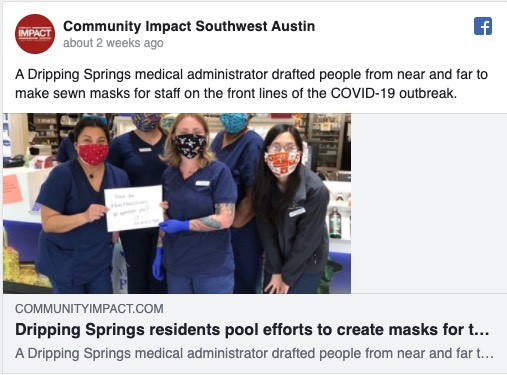 COMMUNITY IMPACT
Community Impact Southwest Austin
about 2 weeks ago
A Dripping Springs medical administrator drafted people from near and far to
make sewn masks for staff on the front lines of the COVID-19 outbreak.
COMMUNITYIMPACT.COM
Dripping Springs residents pool efforts to create masks for t...
A Dripping Springs medical administrator drafted people from near and far t...